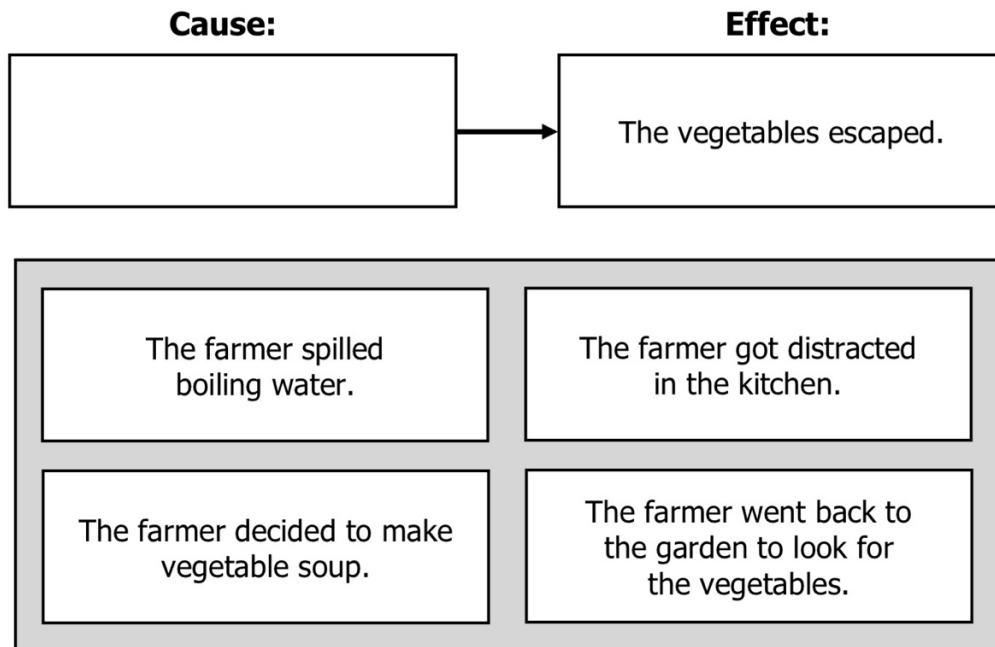 Cause:
Effect:
The vegetables escaped.
The farmer spilled
boiling water.
The farmer got distracted
in the kitchen.
The farmer decided to make
vegetable soup.
The farmer went back to
the garden to look for
the vegetables.